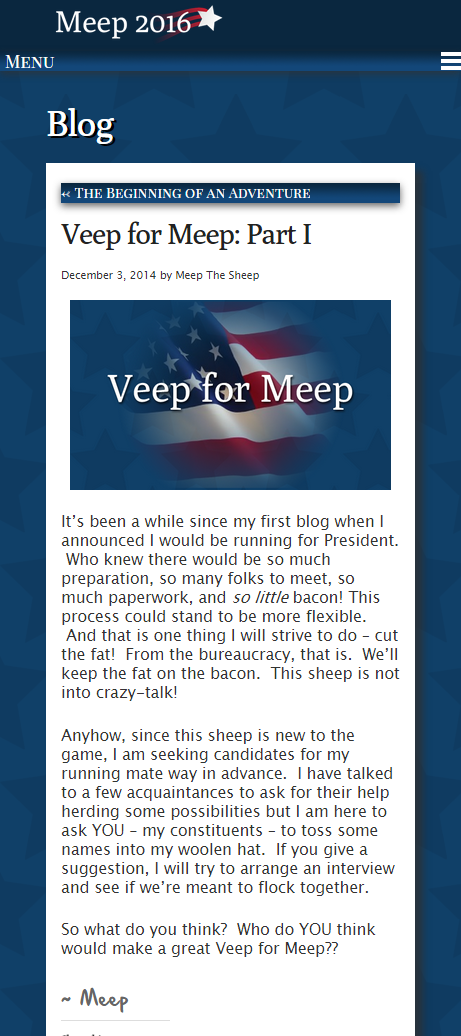 Meep 2016
Menu
Blog
« The Beginning of an Adventure
Veep for Meep: Part I
December 3, 2014 by Meep The Sheep
Veep for Meep
It’s been a while since my first blog when I
announced I would be running for President.
Who knew there would be so much
preparation, so many folks to meet, so
much paperwork, and so little bacon! This
process could stand to be more flexible.
And that is one thing I will strive to do – cut
the fat!  From the bureaucracy, that is.  We’ll
keep the fat on the bacon.  This sheep is not
into crazy-talk!
Anyhow, since this sheep is new to the
game, I am seeking candidates for my
running mate way in advance.  I have talked
to a few acquaintances to ask for their help
herding some possibilities but I am here to
ask YOU – my constituents – to toss some
names into my woolen hat.  If you give a
suggestion, I will try to arrange an interview
and see if we’re meant to flock together.
So what do you think?  Who do YOU think
would make a great Veep for Meep??
~ Meep